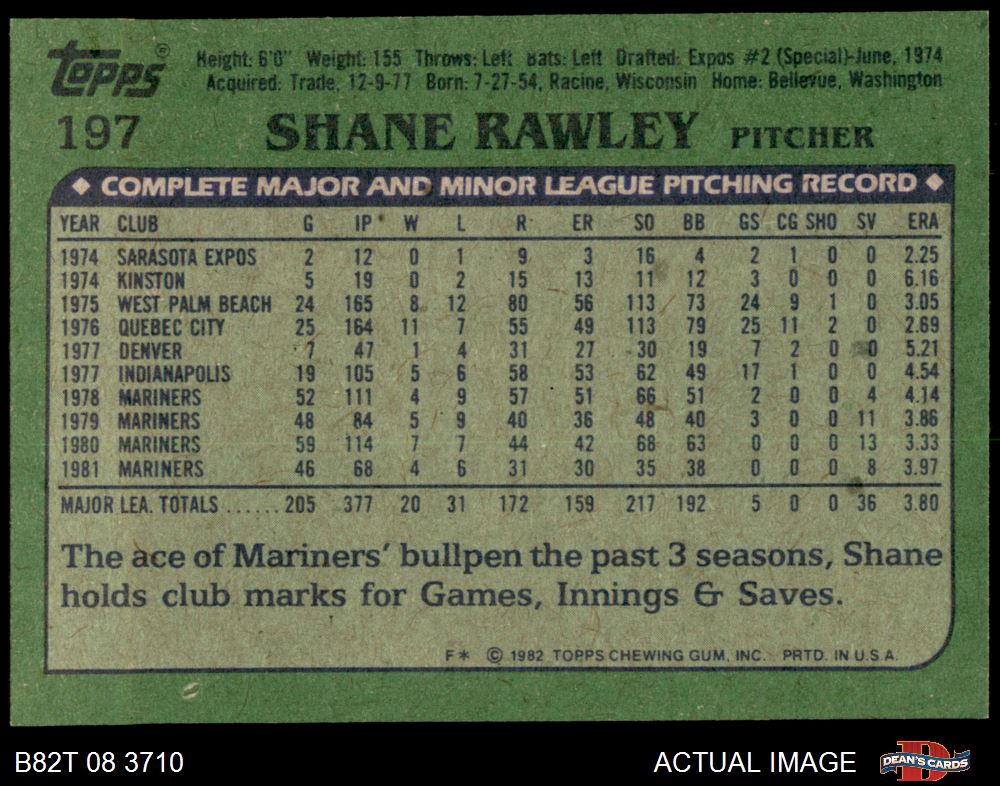 Topps® Height: 6'0" Weight: 155 Throws: Left Bats: Left Drafted: Expos #2 (Special)-June, 1974
Acquired: Trade, 12-9-77 Born: 7-27-54, Racine, Wisconsin Home: Bellevue, Washington
197 SHANE RAWLEY PITCHER
◆ COMPLETE MAJOR AND MINOR LEAGUE PITCHING RECORD ◆
YEAR CLUB G IP W L R ER SO BB GS CG SHO SV ERA
1974 SARASOTA EXPOS 2 12 0 1 9 3 16 4 2 1 0 0 2.25
1974 KINSTON 5 19 0 2 15 13 11 12 3 0 0 0 6.16
1975 WEST PALM BEACH 24 165 8 12 80 56 113 73 24 9 1 0 3.05
1976 QUEBEC CITY 25 164 11 7 55 49 113 79 25 11 2 0 2.69
1977 DENVER 7 47 1 4 31 27 30 19 7 2 0 0 5.21
1977 INDIANAPOLIS 19 105 5 6 58 53 62 49 17 1 0 0 4.54
1978 MARINERS 52 111 4 9 57 51 66 51 2 0 0 4 4.14
1979 MARINERS 48 84 5 9 40 36 48 40 3 0 0 11 3.86
1980 MARINERS 59 114 7 7 44 42 68 63 0 0 0 13 3.33
1981 MARINERS 46 68 4 6 31 30 35 38 0 0 0 8 3.97
MAJOR LEA. TOTALS ...... 205 377 20 31 172 159 217 192 5 0 0 36 3.80
The ace of Mariners' bullpen the past 3 seasons, Shane
holds club marks for Games, Innings & Saves.
F* © 1982 TOPPS CHEWING GUM, INC. PRTD. IN U.S.A.
B82T 08 3710 ACTUAL IMAGE DEAN'S CARDS